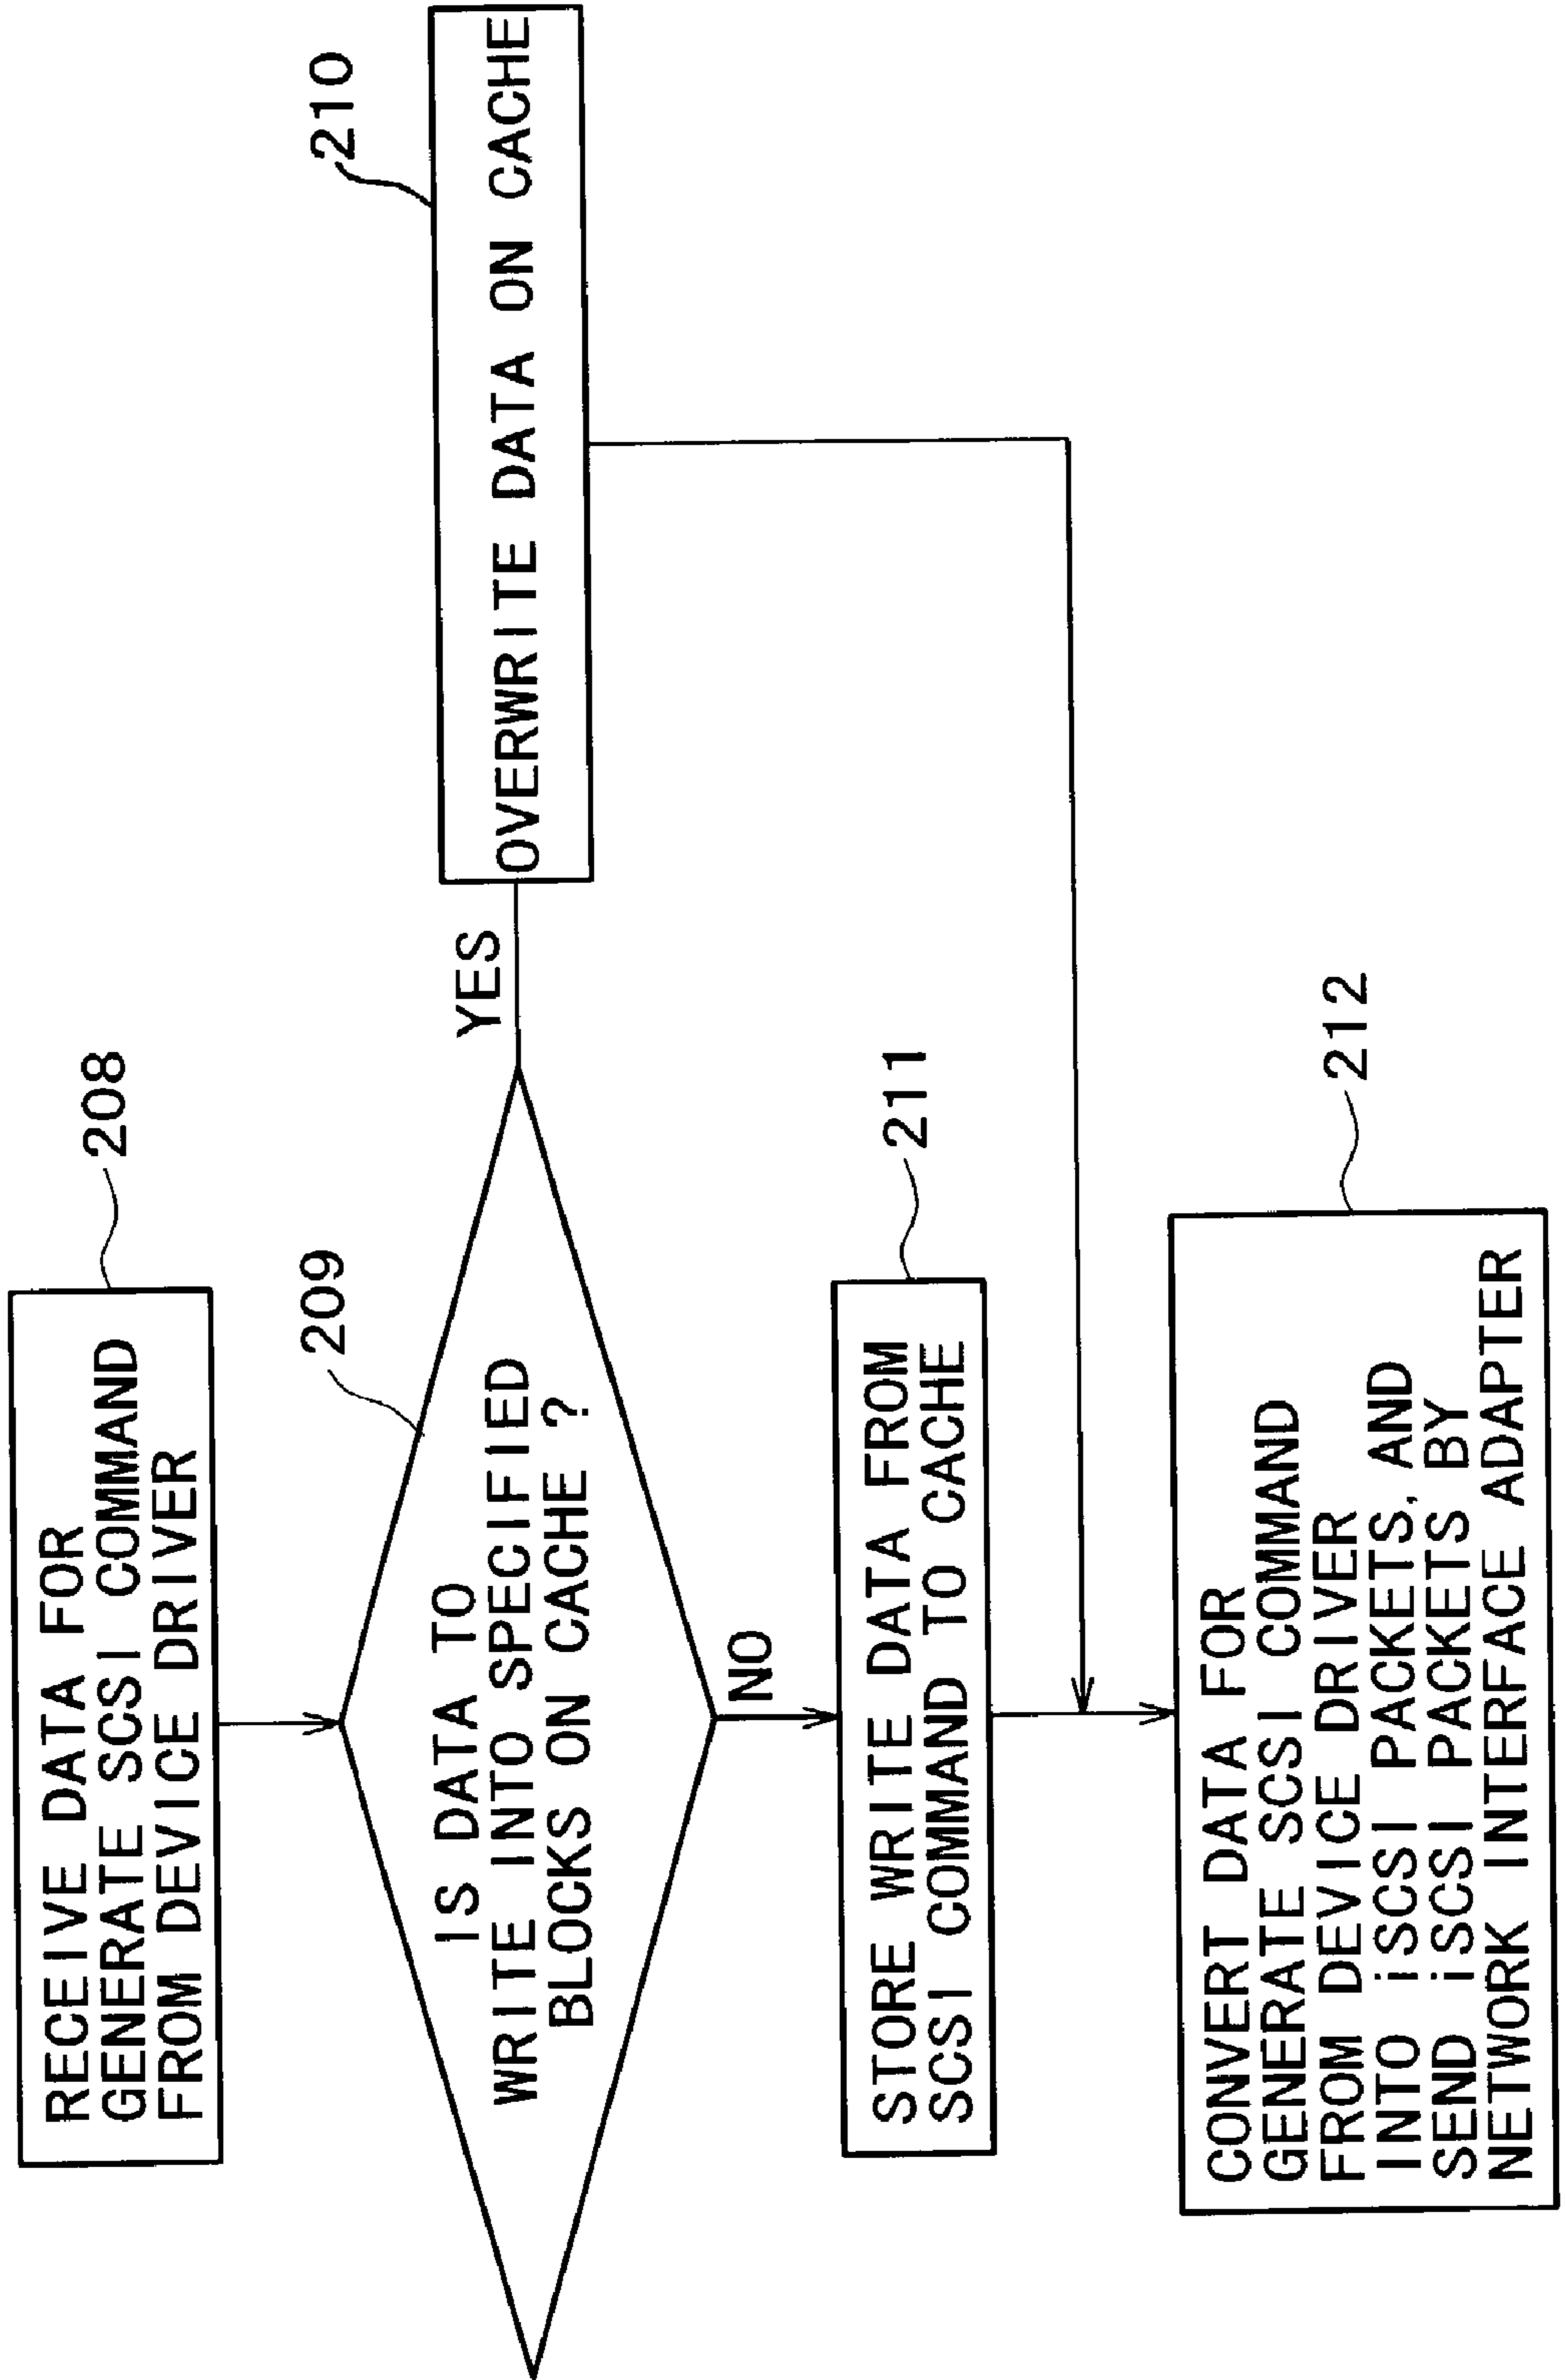 RECEIVE DATA FOR
GENERATE SCSI COMMAND
FROM DEVICE DRIVER
208
IS DATA TO
WRITE INTO SPECIFIED
BLOCKS ON CACHE ?
209
YES
OVERWRITE DATA ON CACHE
210
NO
STORE WRITE DATA FROM
SCSI COMMAND TO CACHE
211
CONVERT DATA FOR
GENERATE SCSI COMMAND
FROM DEVICE DRIVER
INTO iSCSI PACKETS, AND
SEND iSCSI PACKETS BY
NETWORK INTERFACE ADAPTER
212